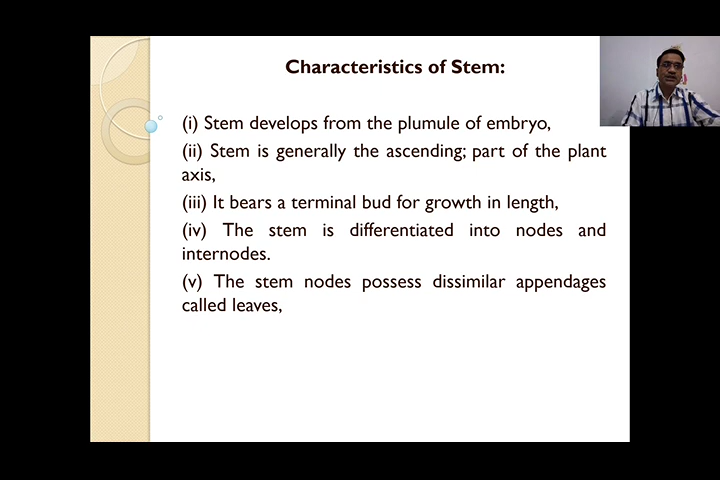 Characteristics of Stem:
(i) Stem develops from the plumule of embryo,
(ii) Stem is generally the ascending; part of the plant
axis,
(iii) It bears a terminal bud for growth in length,
(iv) The stem is differentiated into nodes and
internodes.
(v) The stem nodes possess dissimilar appendages
called leaves,